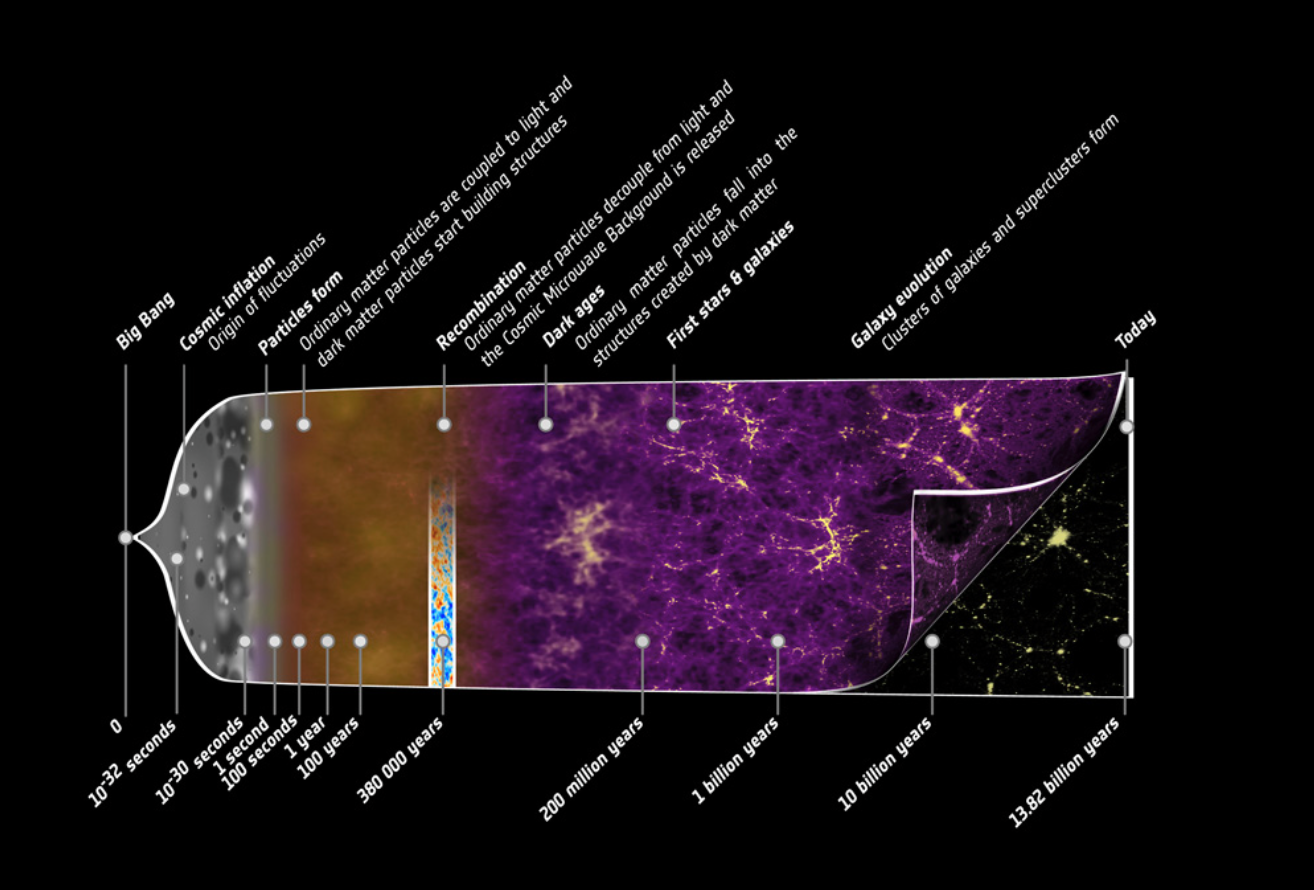 Big Bang
Cosmic inflation
Origin of fluctuations
Particles form
Ordinary matter particles are coupled to light and
dark matter particles start building structures
Recombination
Ordinary matter particles decouple from light and
the Cosmic Microwave Background is released
Dark ages
Ordinary matter particles fall into the
structures created by dark matter
First stars & galaxies
Galaxy evolution
Clusters of galaxies and superclusters form
Today
0
10-32 seconds
10-30 seconds
1 second
100 seconds
1 year
100 years
380 000 years
200 million years
1 billion years
10 billion years
13.82 billion years